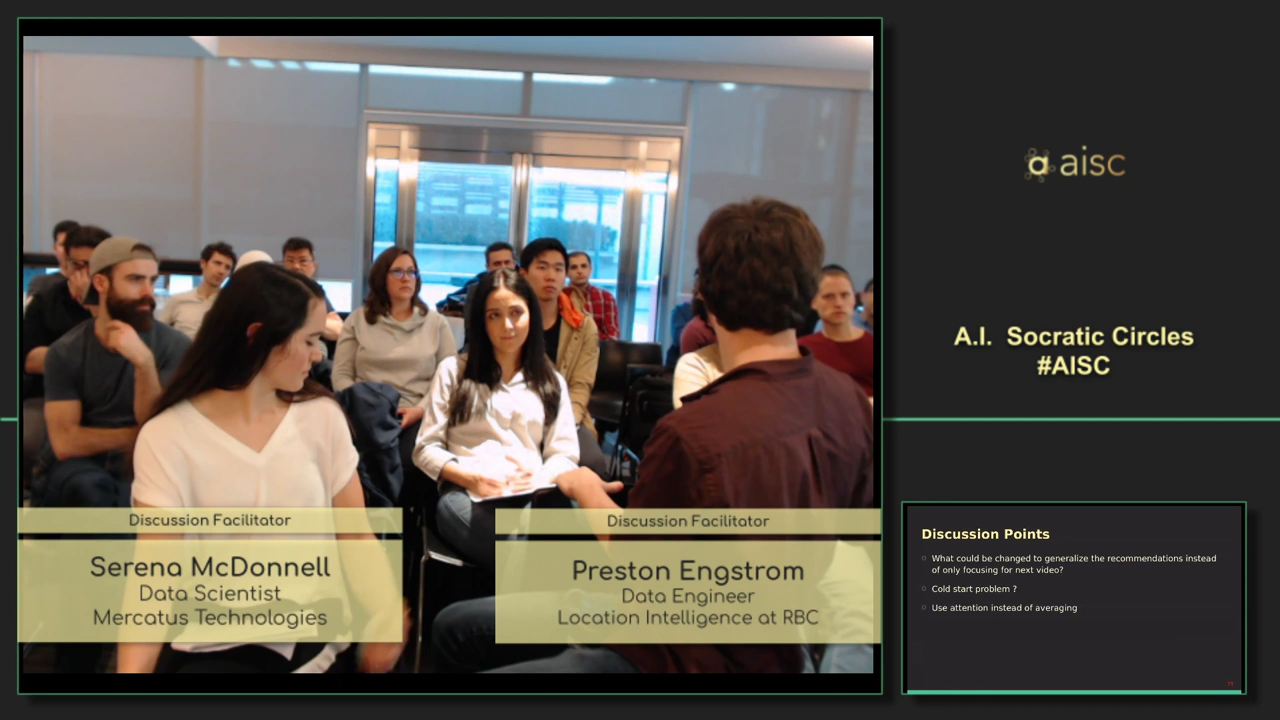 aisc
A.I. Socratic Circles
#AISC
Discussion Facilitator
Serena McDonnell
Data Scientist
Mercatus Technologies
Discussion Facilitator
Preston Engstrom
Data Engineer
Location Intelligence at RBC
Discussion Points
What could be changed to generalize the recommendations instead
of only focusing for next video?
Cold start problem ?
Use attention instead of averaging